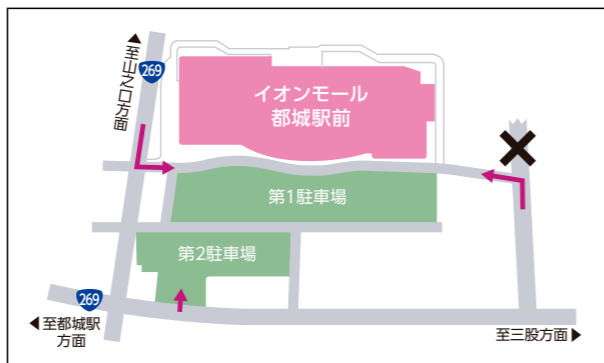 ▲至山之口方面
269
イオンモール
都城駅前
第1駐車場
第2駐車場
269
◀至都城駅
方面
至三股方面▶